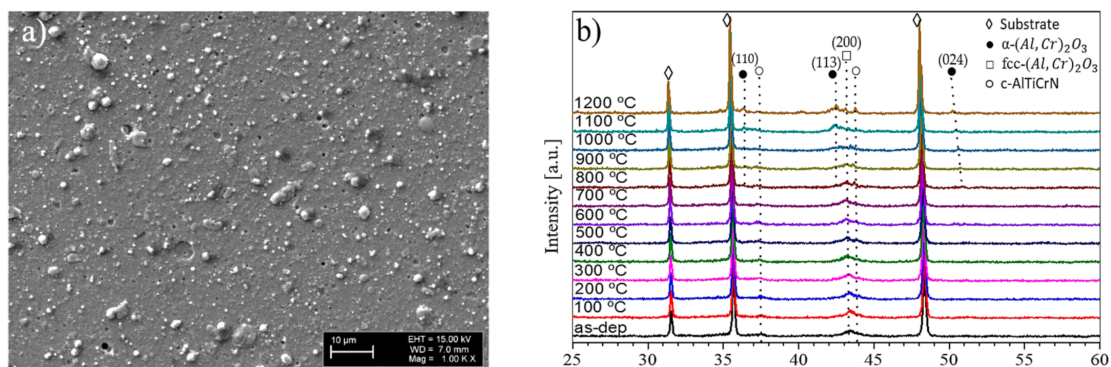 a)
10 μm
EHT = 15.00 kV
WD = 7.0 mm
Mag = 1.00 K X
b)
Intensity [a.u.]
◇ Substrate
● α-(Al, Cr)₂O₃
□ fcc-(Al, Cr)₂O₃
○ c-AlTiCrN
(110)
(113)
(200)
(024)
1200 ºC
1100 ºC
1000 ºC
900 ºC
800 ºC
700 ºC
600 ºC
500 ºC
400 ºC
300 ºC
200 ºC
100 ºC
as-dep
25 30 35 40 45 50 55 60